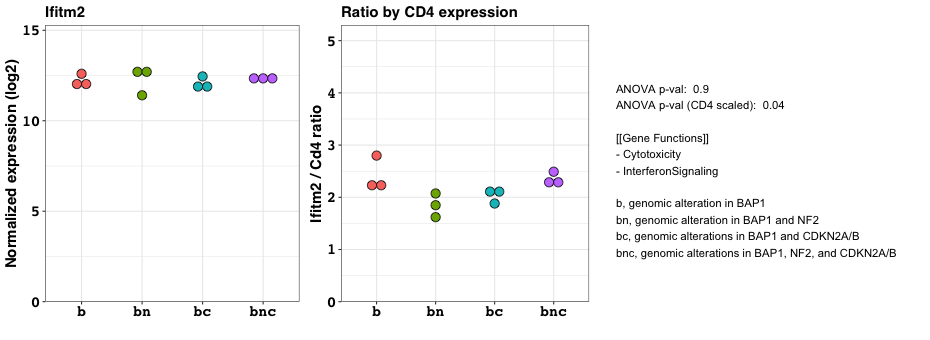 Ifitm2
Normalized expression (log2)
15
10
5
0
b bn bc bnc
Ratio by CD4 expression
Ifitm2 / Cd4 ratio
5
4
3
2
1
0
b bn bc bnc
ANOVA p-val: 0.9
ANOVA p-val (CD4 scaled): 0.04
[[Gene Functions]]
- Cytotoxicity
- InterferonSignaling
b, genomic alteration in BAP1
bn, genomic alteration in BAP1 and NF2
bc, genomic alterations in BAP1 and CDKN2A/B
bnc, genomic alterations in BAP1, NF2, and CDKN2A/B